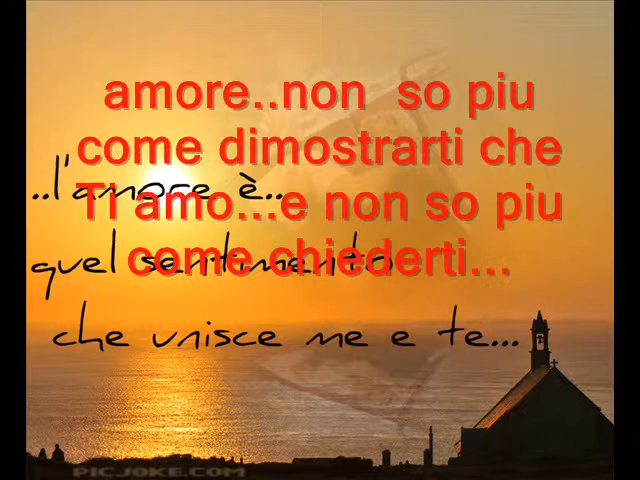 amore..non so piu
come dimostrarti che
Ti amo...e non so piu
come chiederti...
..l'amore è..
quel sentimento
che unisce me e te...
PICJOKE.COM